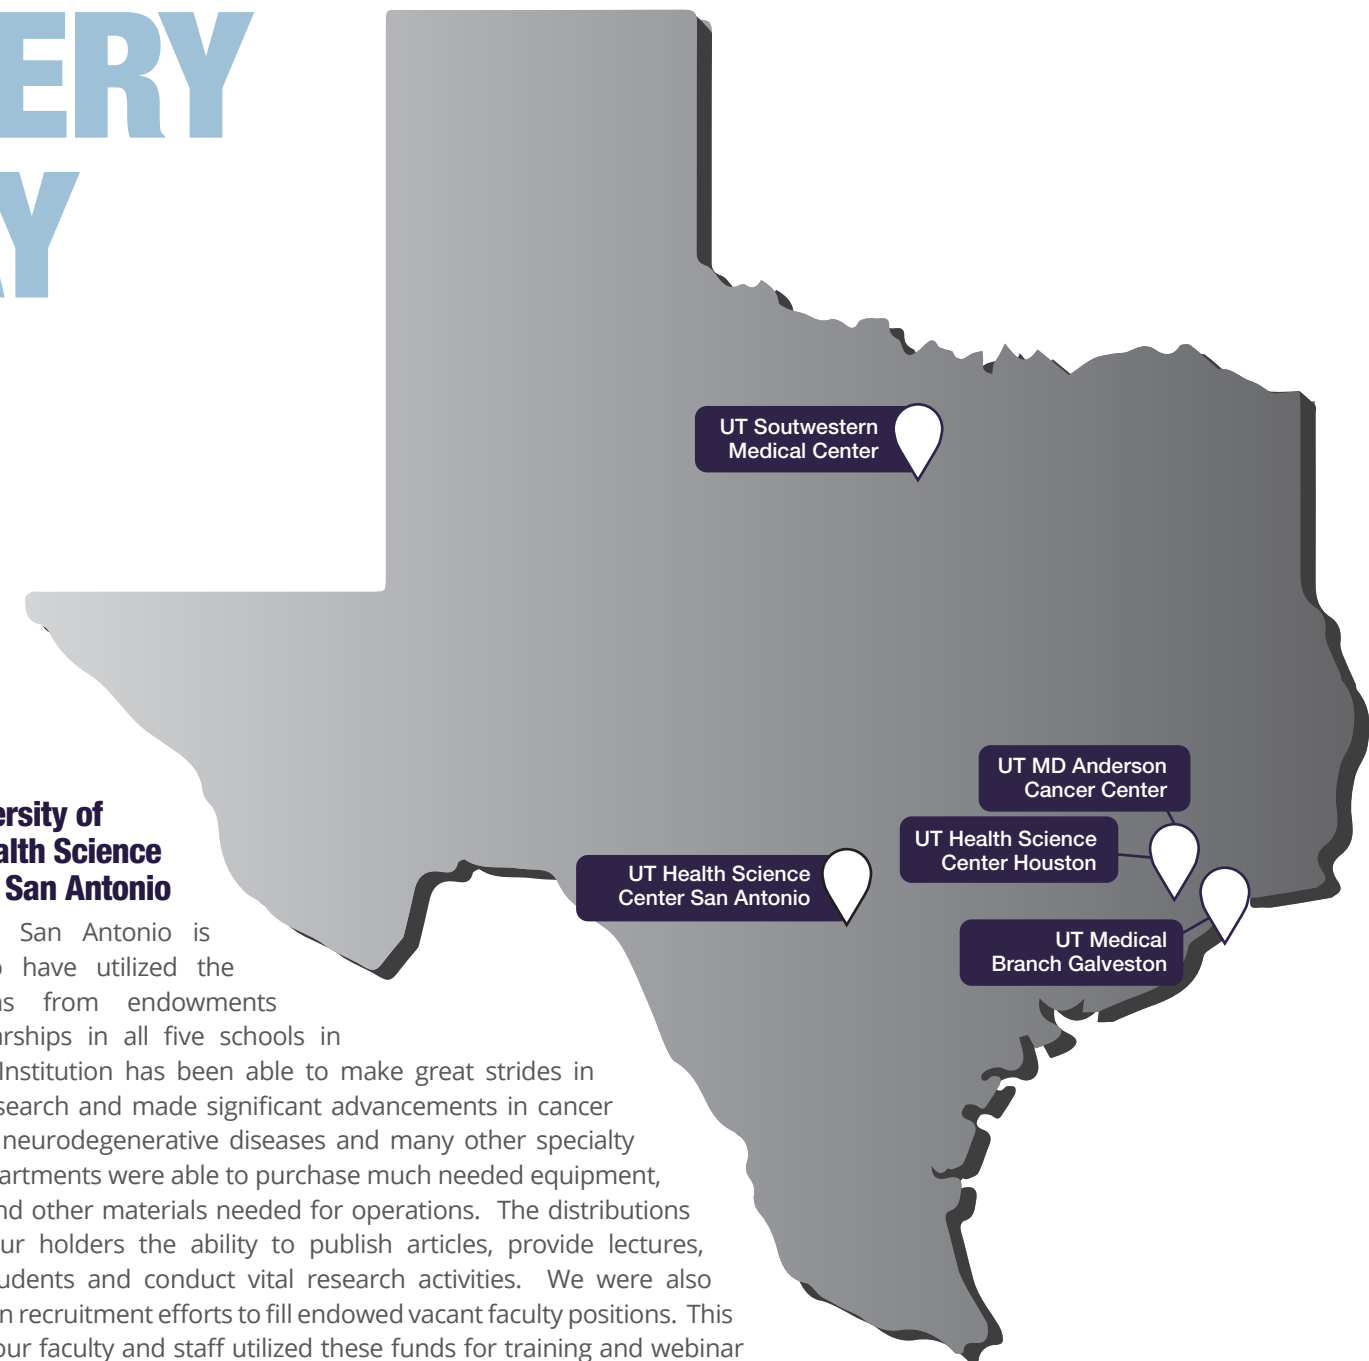 ERY
AY
UT Soutwestern
Medical Center
UT MD Anderson
Cancer Center
UT Health Science
Center Houston
UT Health Science
Center San Antonio
UT Medical
Branch Galveston
ersity of
alth Science
San Antonio
San Antonio is
have utilized the
from endowments
arships in all five schools in
Institution has been able to make great strides in
search and made significant advancements in cancer
neurodegenerative diseases and many other specialty
artments were able to purchase much needed equipment,
nd other materials needed for operations. The distributions
ur holders the ability to publish articles, provide lectures,
udents and conduct vital research activities. We were also
n recruitment efforts to fill endowed vacant faculty positions. This
our faculty and staff utilized these funds for training and webinar